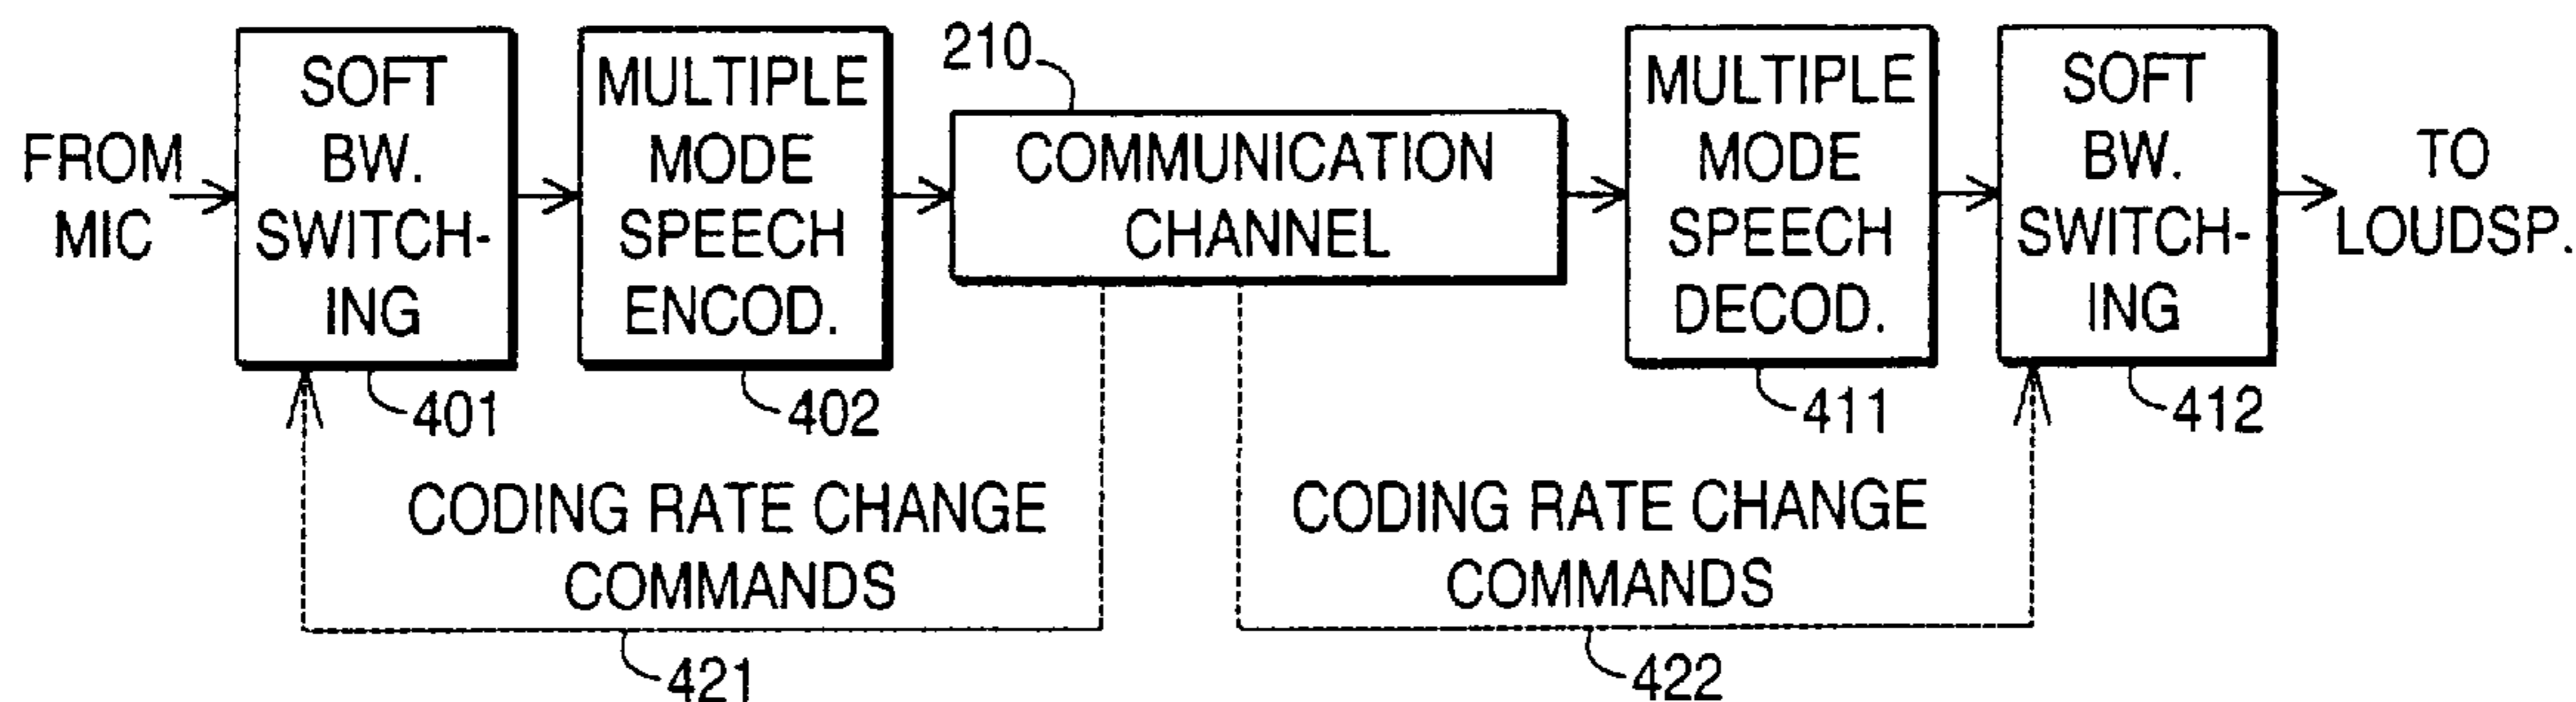 FROM
MIC
SOFT
BW.
SWITCH-
ING
401
MULTIPLE
MODE
SPEECH
ENCOD.
402
210
COMMUNICATION
CHANNEL
MULTIPLE
MODE
SPEECH
DECOD.
411
SOFT
BW.
SWITCH-
ING
412
TO
LOUDSP.
CODING RATE CHANGE
COMMANDS
421
CODING RATE CHANGE
COMMANDS
422